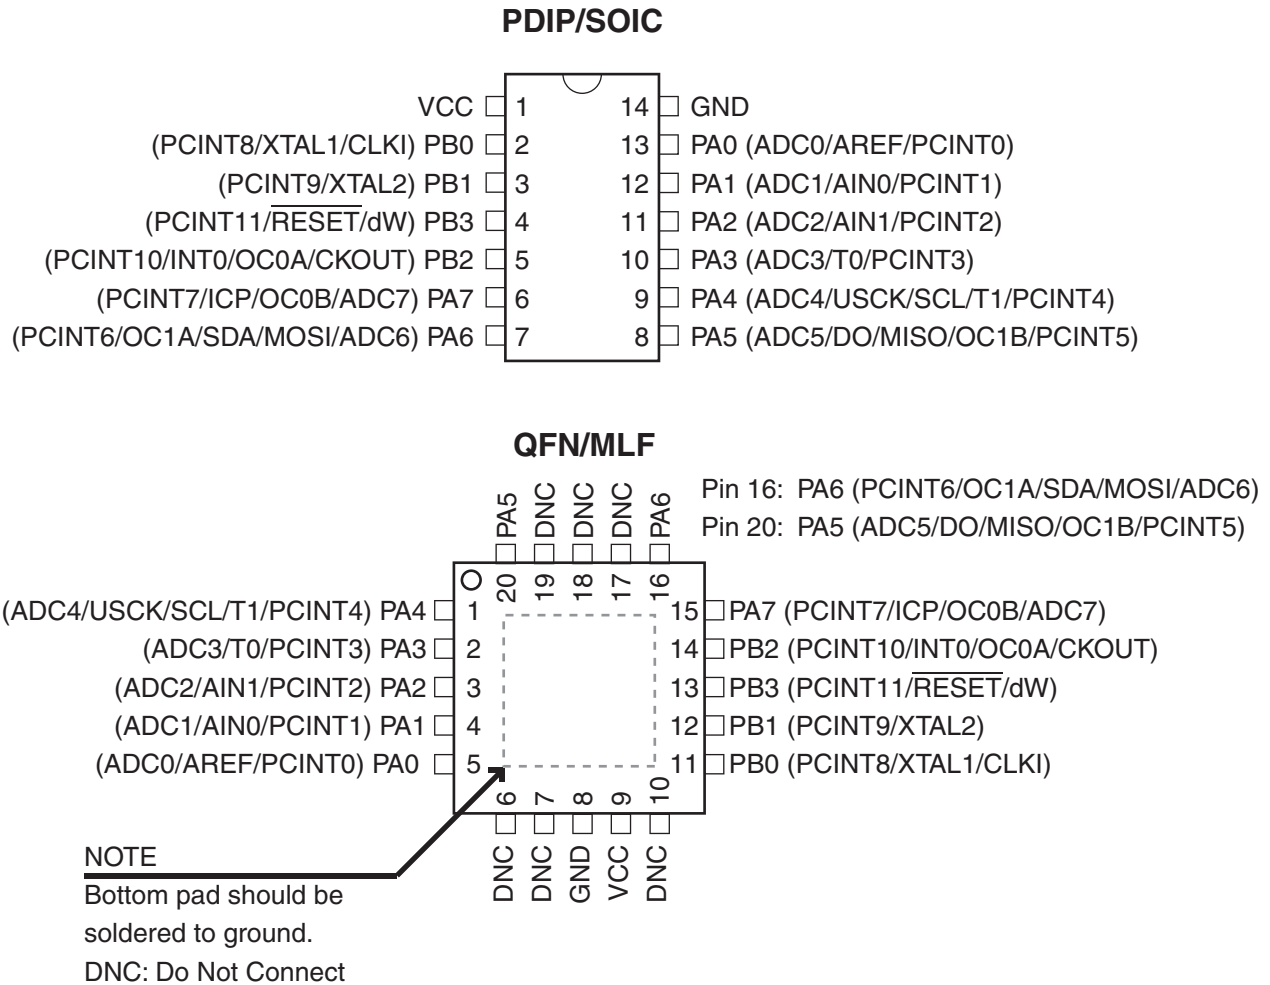 PDIP/SOIC
VCC 1 14 GND
(PCINT8/XTAL1/CLKI) PB0 2 13 PA0 (ADC0/AREF/PCINT0)
(PCINT9/XTAL2) PB1 3 12 PA1 (ADC1/AIN0/PCINT1)
(PCINT11/RESET/dW) PB3 4 11 PA2 (ADC2/AIN1/PCINT2)
(PCINT10/INT0/OC0A/CKOUT) PB2 5 10 PA3 (ADC3/T0/PCINT3)
(PCINT7/ICP/OC0B/ADC7) PA7 6 9 PA4 (ADC4/USCK/SCL/T1/PCINT4)
(PCINT6/OC1A/SDA/MOSI/ADC6) PA6 7 8 PA5 (ADC5/DO/MISO/OC1B/PCINT5)
QFN/MLF
Pin 16: PA6 (PCINT6/OC1A/SDA/MOSI/ADC6)
Pin 20: PA5 (ADC5/DO/MISO/OC1B/PCINT5)
PA5 DNC DNC DNC PA6
20 19 18 17 16
(ADC4/USCK/SCL/T1/PCINT4) PA4 1 15 PA7 (PCINT7/ICP/OC0B/ADC7)
(ADC3/T0/PCINT3) PA3 2 14 PB2 (PCINT10/INT0/OC0A/CKOUT)
(ADC2/AIN1/PCINT2) PA2 3 13 PB3 (PCINT11/RESET/dW)
(ADC1/AIN0/PCINT1) PA1 4 12 PB1 (PCINT9/XTAL2)
(ADC0/AREF/PCINT0) PA0 5 11 PB0 (PCINT8/XTAL1/CLKI)
6 7 8 9 10
DNC DNC GND VCC DNC
NOTE
Bottom pad should be
soldered to ground.
DNC: Do Not Connect